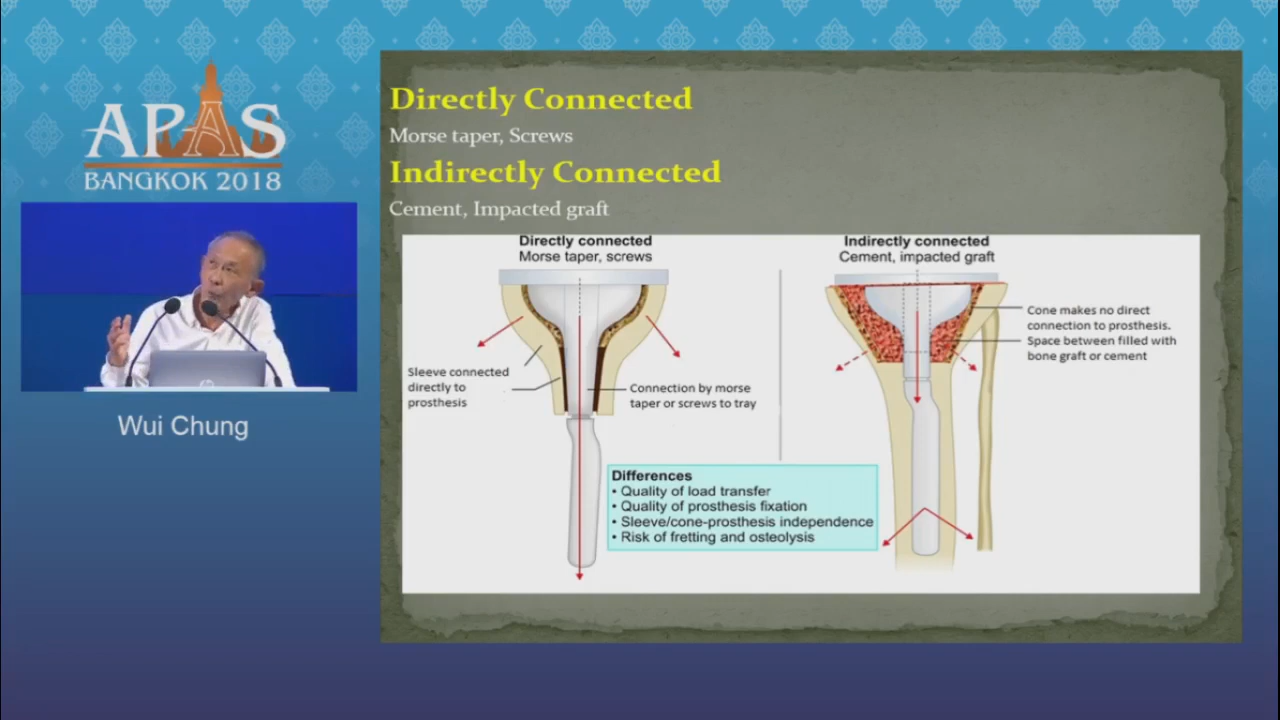 APAS
BANGKOK 2018
Wui Chung
Directly Connected
Morse taper, Screws
Indirectly Connected
Cement, Impacted graft
Directly connected
Morse taper, screws
Sleeve connected
directly to
prosthesis
Connection by morse
taper or screws to tray
Indirectly connected
Cement, impacted graft
Cone makes no direct
connection to prosthesis.
Space between filled with
bone graft or cement
Differences
• Quality of load transfer
• Quality of prosthesis fixation
• Sleeve/cone-prosthesis independence
• Risk of fretting and osteolysis
hp